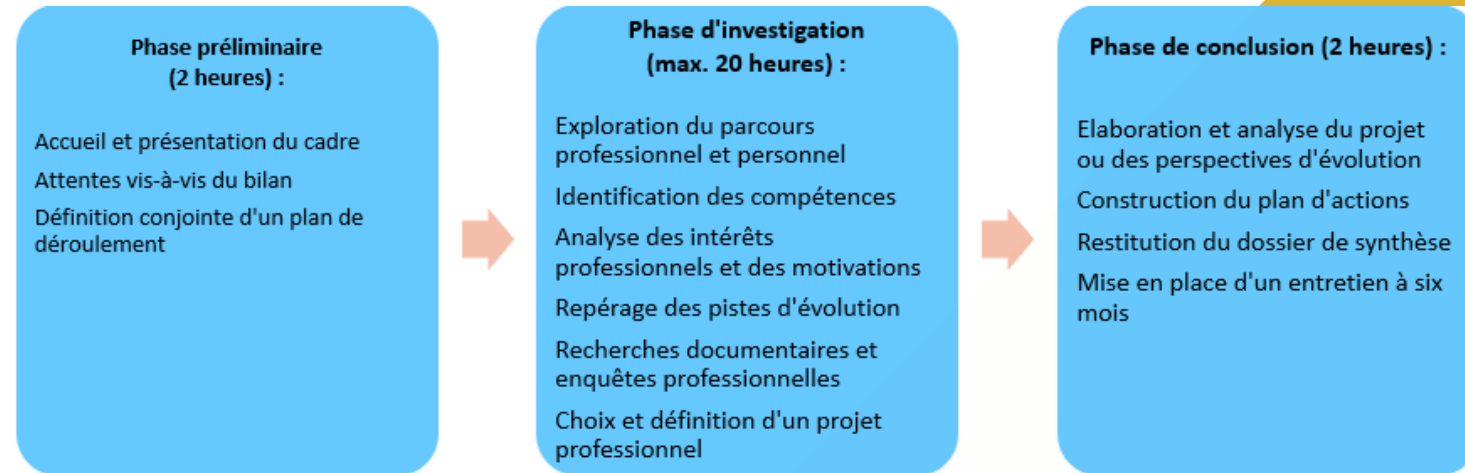 Phase préliminaire
(2 heures) :
Accueil et présentation du cadre
Attentes vis-à-vis du bilan
Définition conjointe d'un plan de
déroulement
Phase d'investigation
(max. 20 heures) :
Exploration du parcours
professionnel et personnel
Identification des compétences
Analyse des intérêts
professionnels et des motivations
Repérage des pistes d'évolution
Recherches documentaires et
enquêtes professionnelles
Choix et définition d'un projet
professionnel
Phase de conclusion (2 heures) :
Elaboration et analyse du projet
ou des perspectives d'évolution
Construction du plan d'actions
Restitution du dossier de synthèse
Mise en place d'un entretien à six
mois